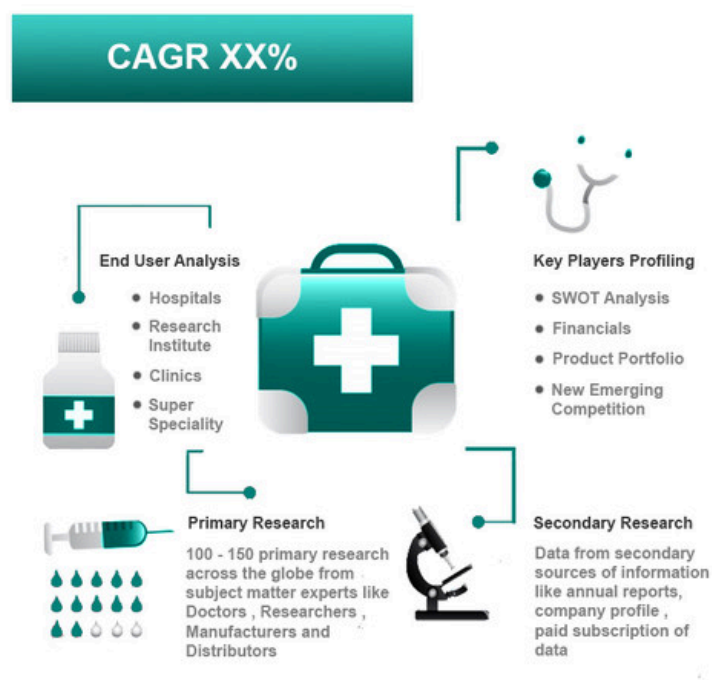 CAGR XX%
End User Analysis
Hospitals
Research
Institute
Clinics
Super
Speciality
Key Players Profiling
SWOT Analysis
Financials
Product Portfolio
New Emerging
Competition
Primary Research
100 - 150 primary research
across the globe from
subject matter experts like
Doctors , Researchers ,
Manufacturers and
Distributors
Secondary Research
Data from secondary
sources of information
like annual reports,
company profile ,
paid subscription of
data